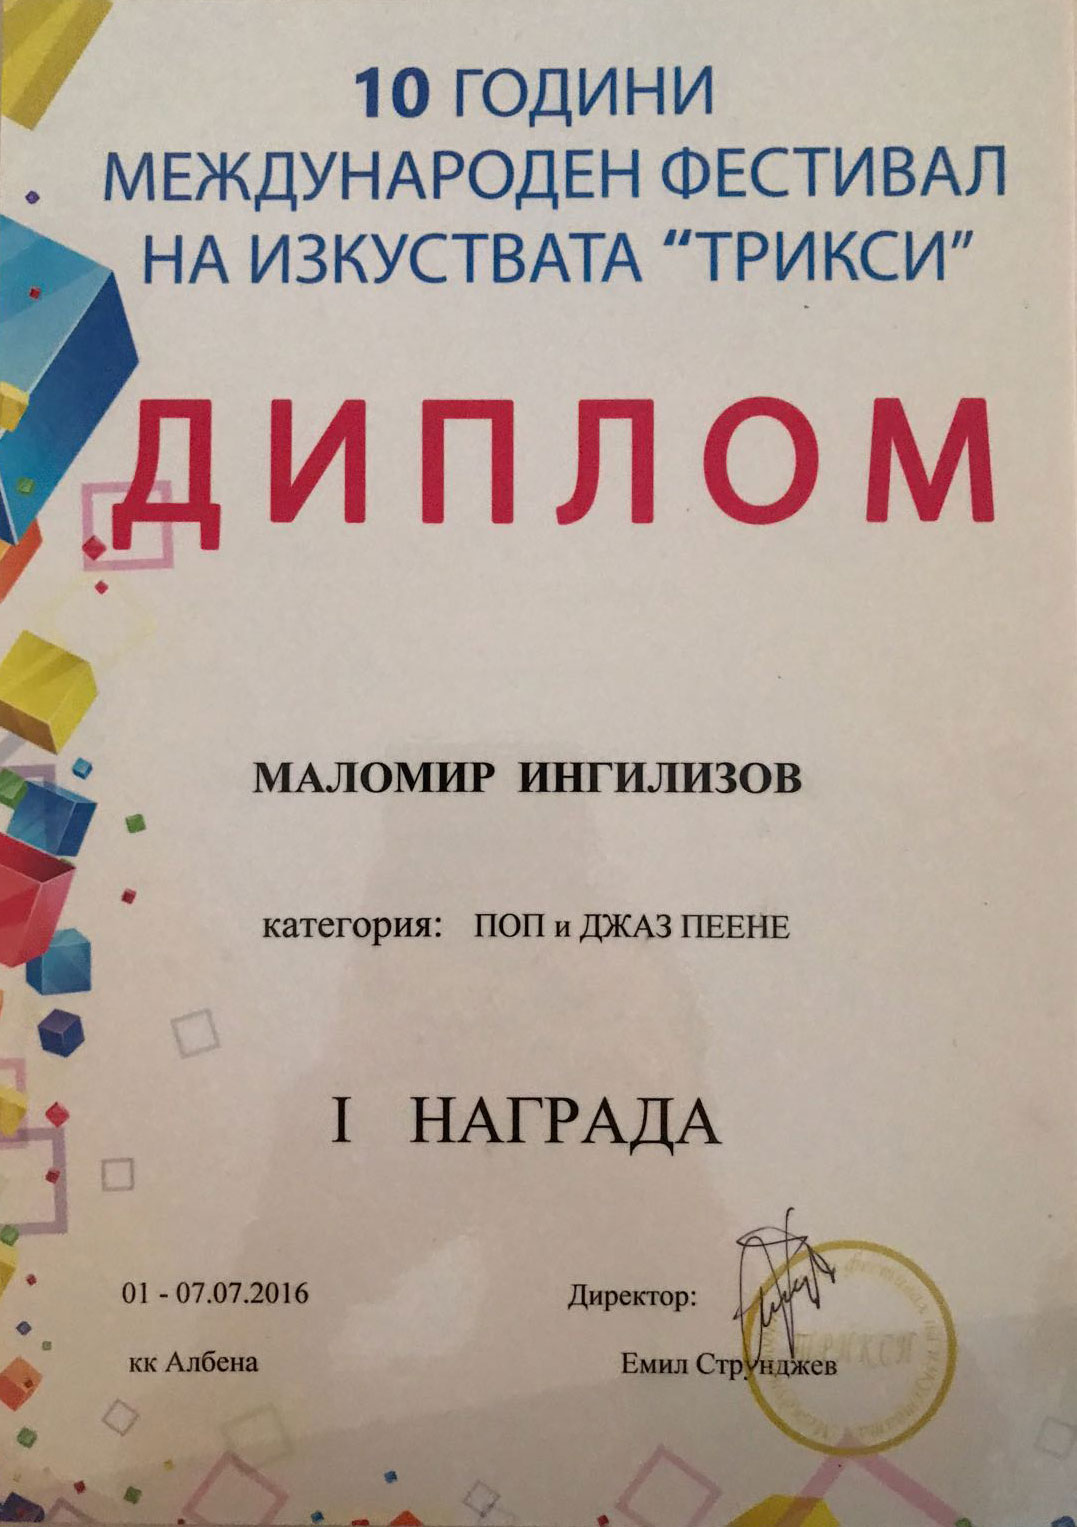 10 ГОДИНИ
МЕЖДУНАРОДЕН ФЕСТИВАЛ
НА ИЗКУСТВАТА “ТРИКСИ”
ДИПЛОМ
МАЛОМИР ИНГИЛИЗОВ
категория: ПОП и ДЖАЗ ПЕЕНЕ
I НАГРАДА
01 - 07.07.2016
Директор:
кк Албена
Емил Струнджев
ТРИКСИ